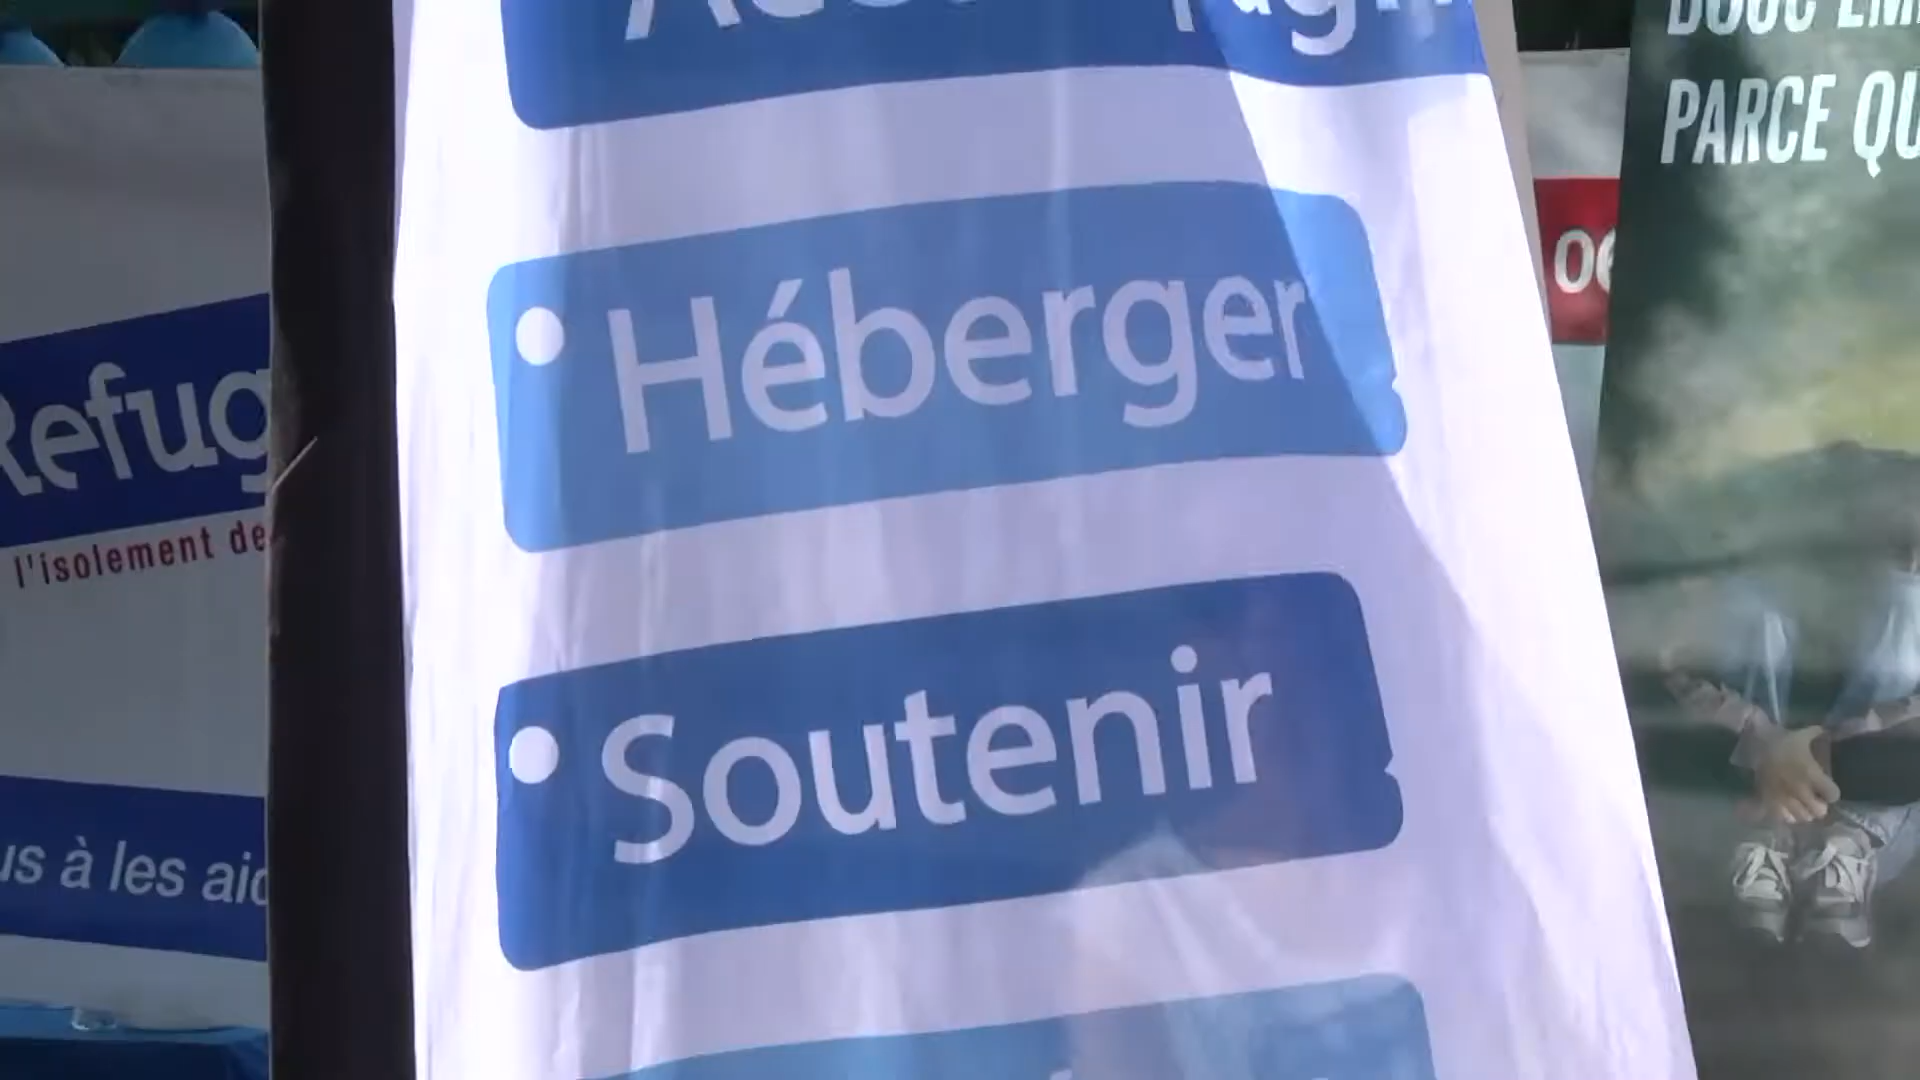 Héberger
Soutenir
Refug
l'isolement de
us à les aid
PARCE QU